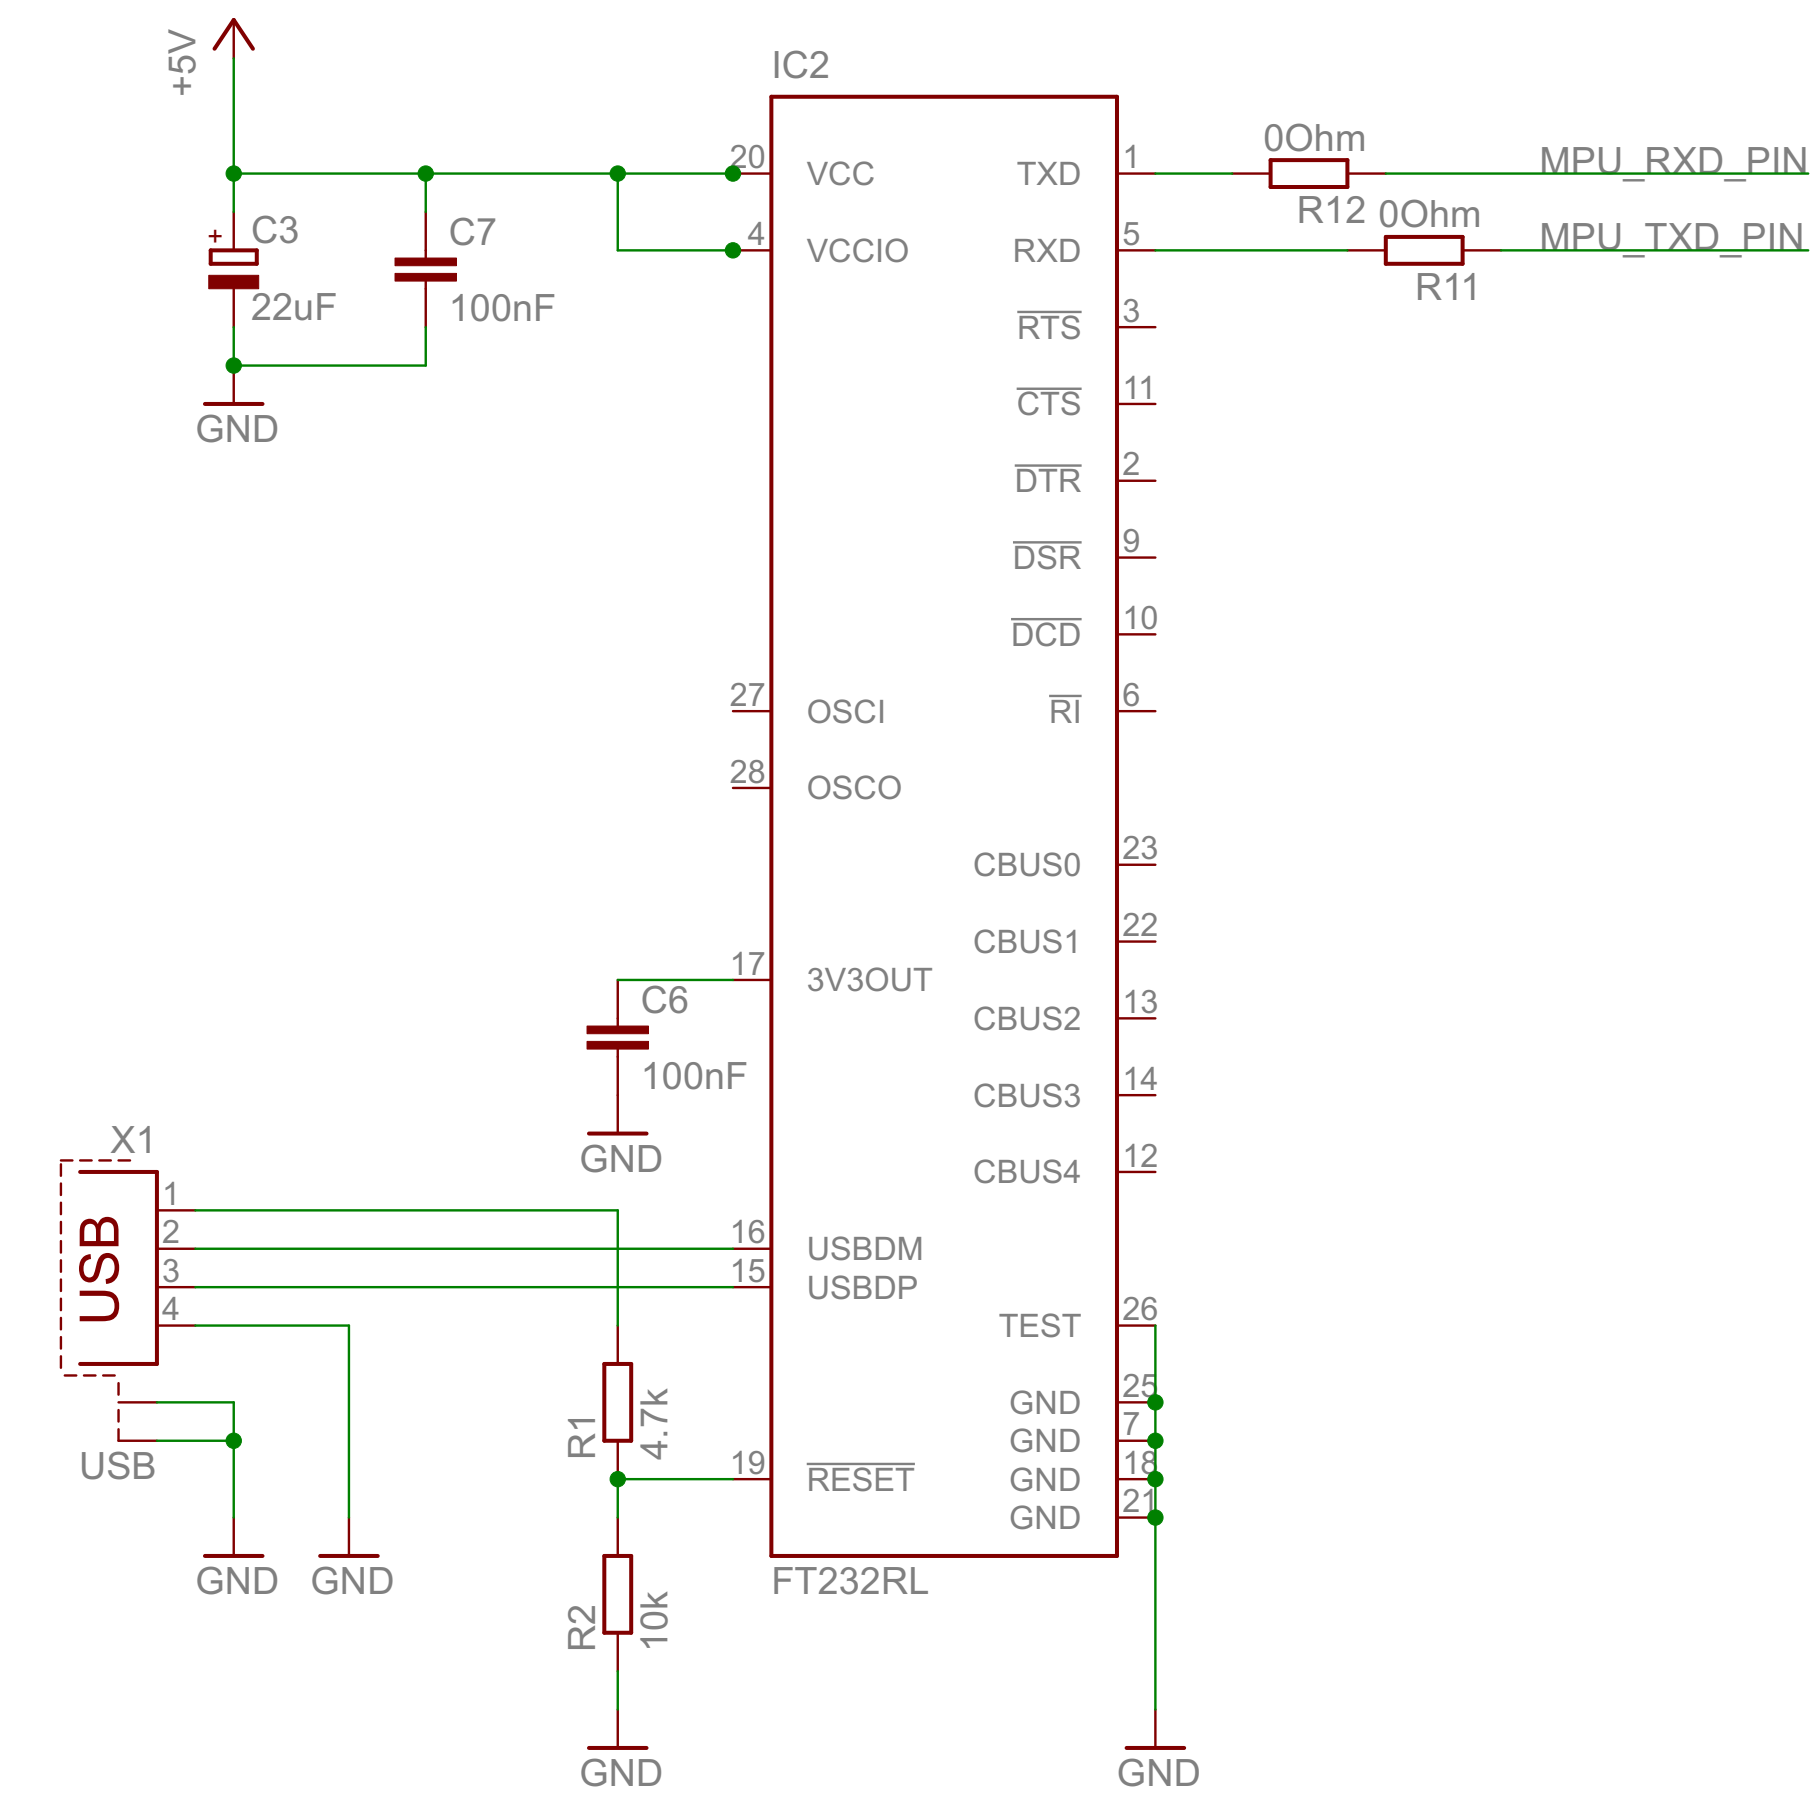 +5V
IC2
20
VCC
TXD
1
0Ohm
R12
MPU_RXD_PIN
4
VCCIO
RXD
5
0Ohm
R11
MPU_TXD_PIN
+
C3
22uF
C7
100nF
GND
RTS
3
CTS
11
DTR
2
DSR
9
DCD
10
27
OSCI
RI
6
28
OSCO
CBUS0
23
CBUS1
22
17
3V3OUT
C6
100nF
GND
CBUS2
13
CBUS3
14
CBUS4
12
X1
USB
1
2
3
4
USB
GND
GND
16
USBDM
15
USBDP
TEST
26
R1
4.7k
19
RESET
GND
25
GND
7
GND
18
GND
21
FT232RL
R2
10k
GND
GND